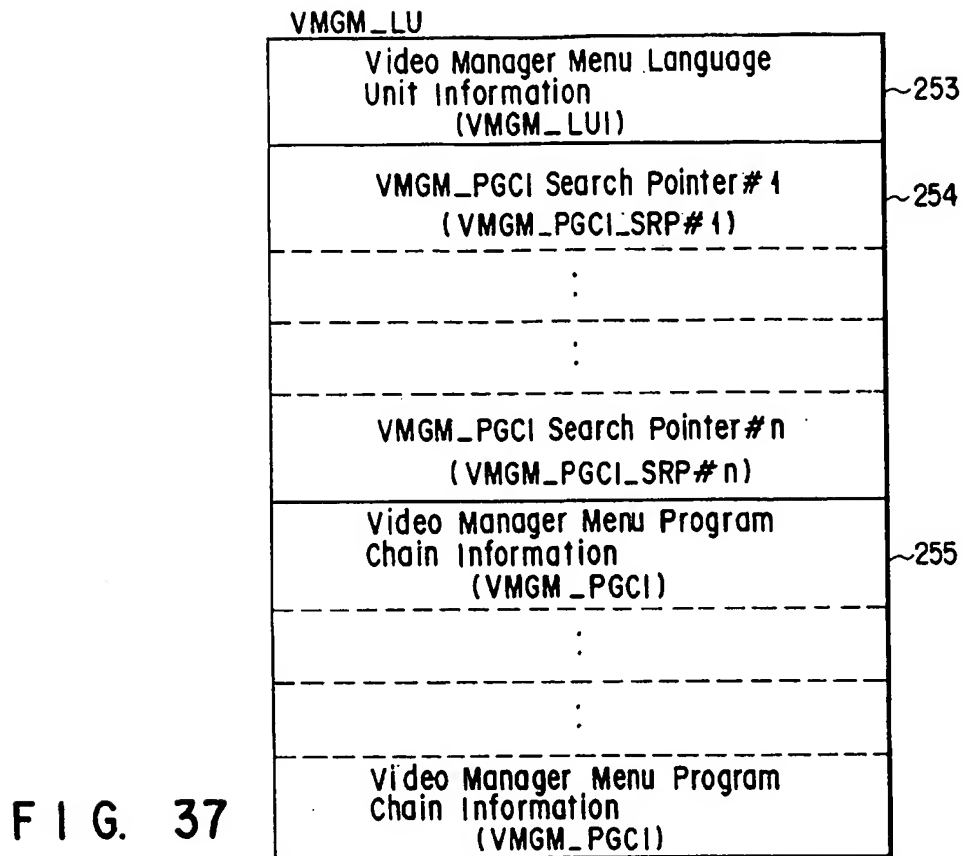 VMGM_LU
Video Manager Menu Language
Unit Information
(VMGM_LUI)
~253
VMGM_PGCI Search Pointer#1
(VMGM_PGCI_SRP#1)
~254
:
:
VMGM_PGCI Search Pointer#n
(VMGM_PGCI_SRP#n)
Video Manager Menu Program
Chain Information
(VMGM_PGCI)
~255
:
:
Video Manager Menu Program
Chain Information
(VMGM_PGCI)
FIG. 37